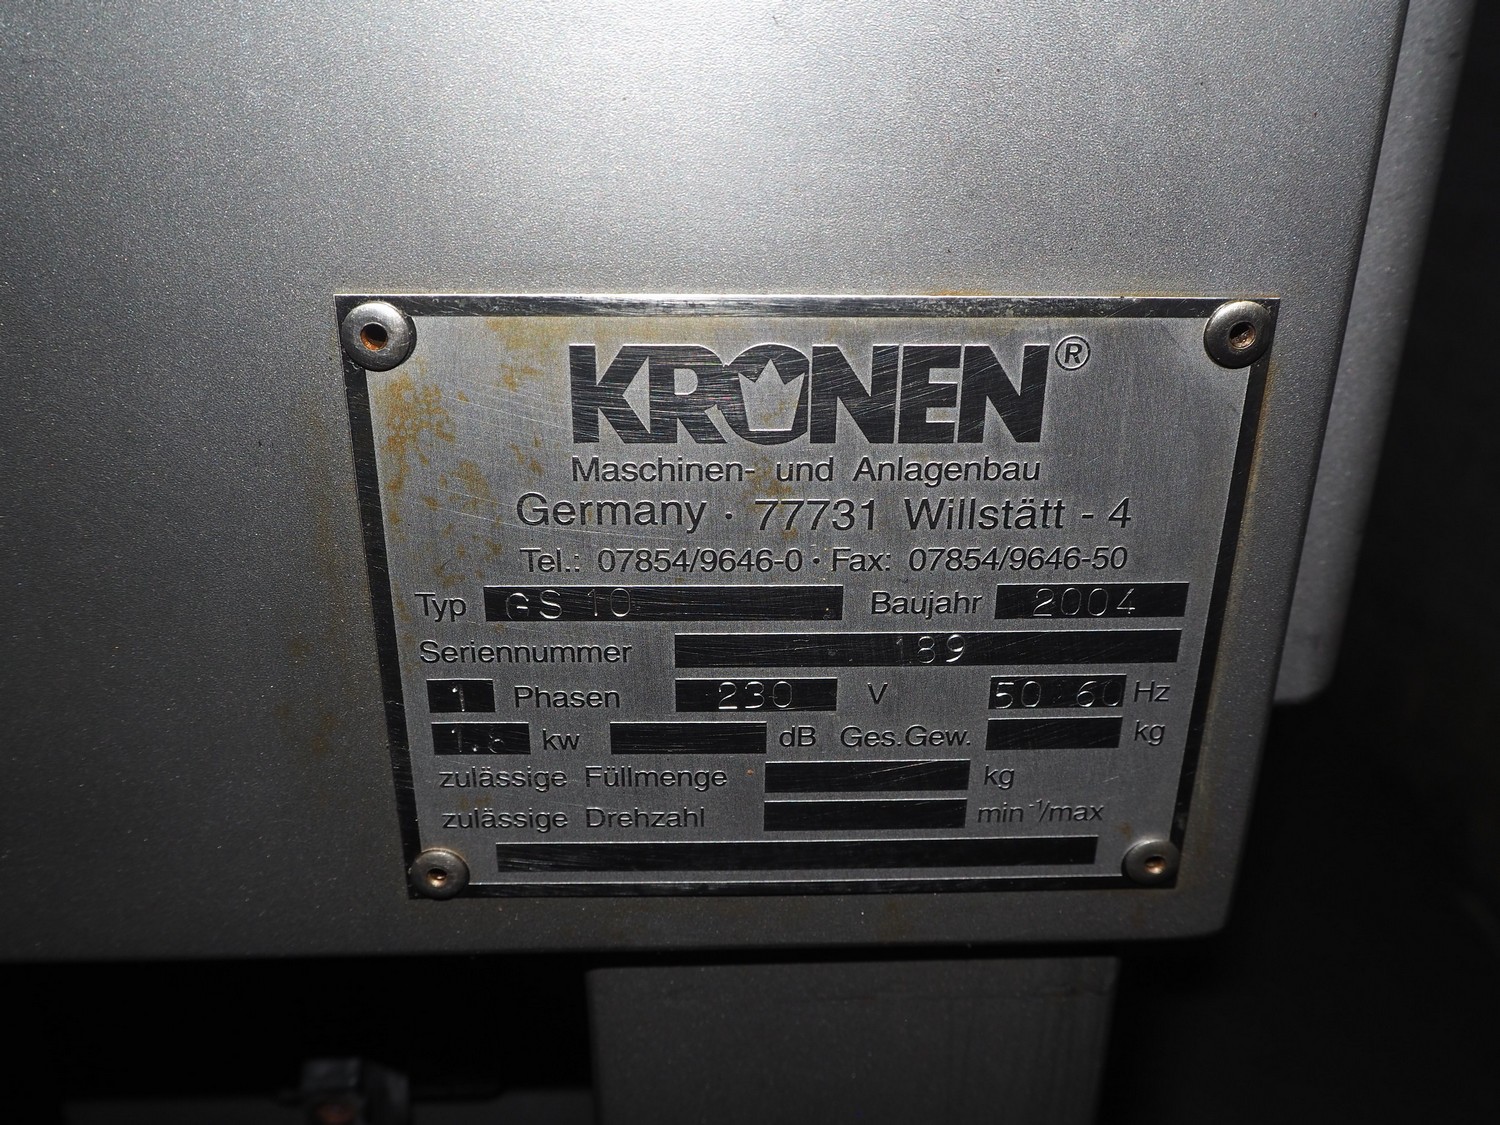 KRONEN®
Maschinen- und Anlagenbau
Germany · 77731 Willstätt - 4
Tel.: 07854/9646-0 · Fax: 07854/9646-50
Typ GS 10 Baujahr 2004
Seriennummer 189
1 Phasen 230 V 50 60 Hz
kw dB Ges.Gew. kg
zulässige Füllmenge kg
zulässige Drehzahl min⁻¹/max